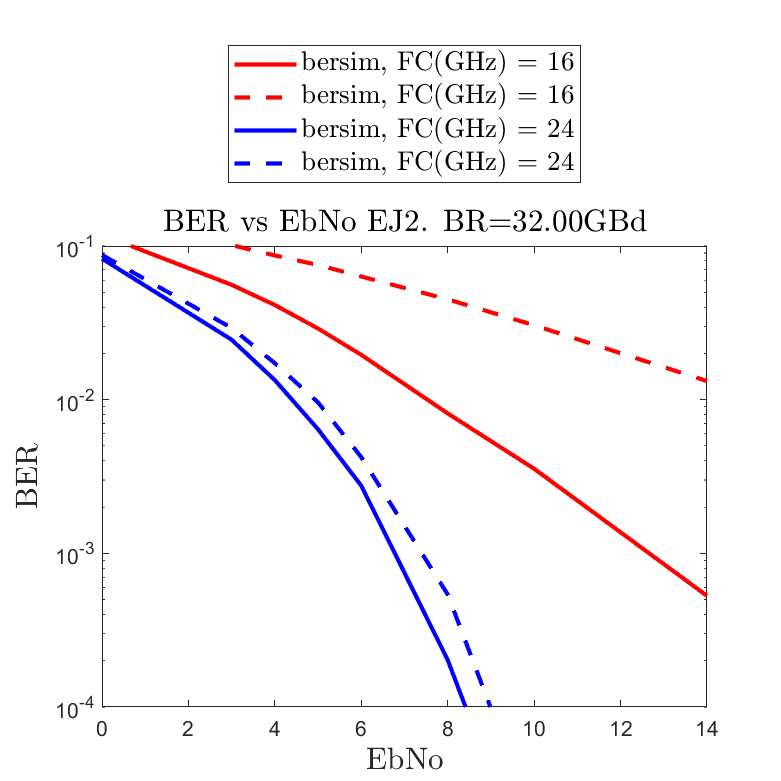 bersim, FC(GHz) = 16
bersim, FC(GHz) = 16
bersim, FC(GHz) = 24
bersim, FC(GHz) = 24
BER vs EbNo EJ2. BR=32.00GBd
10^-1
10^-2
10^-3
10^-4
BER
0 2 4 6 8 10 12 14
EbNo